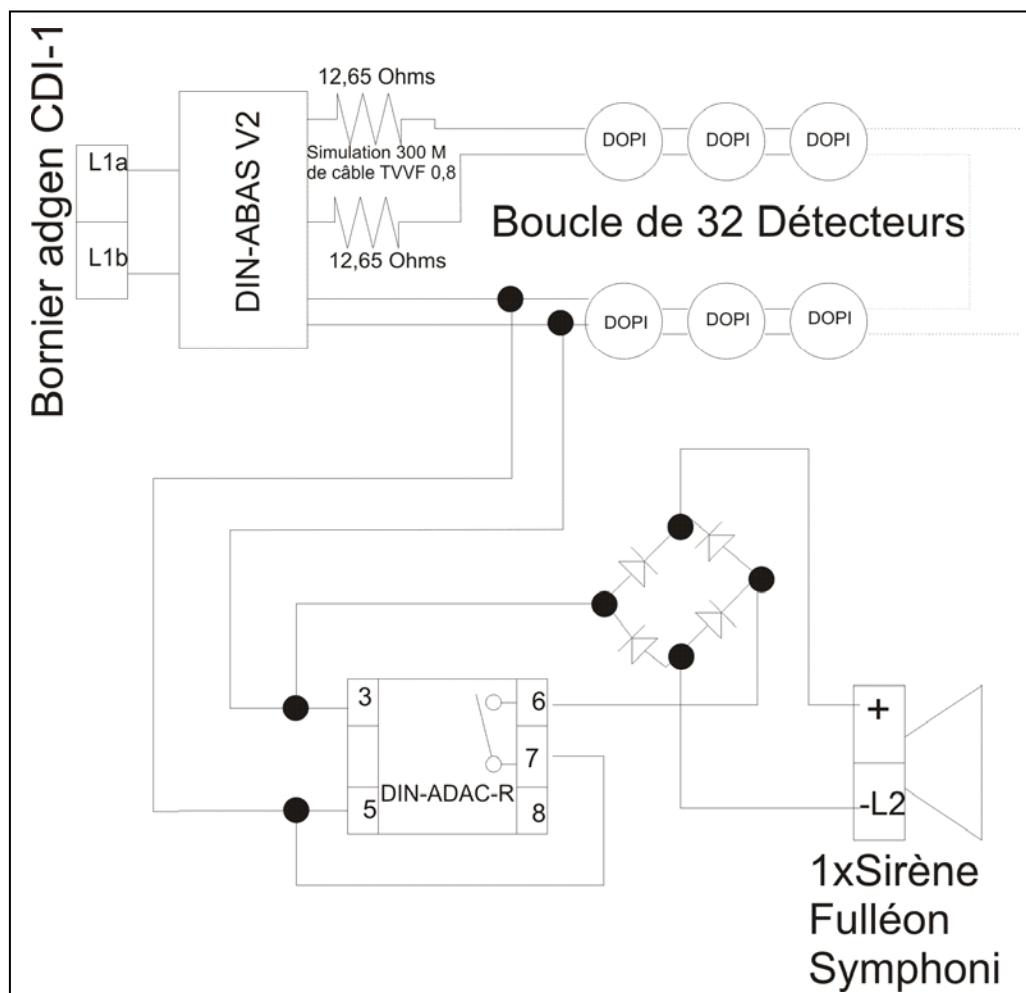 Bornier adgen CDI-1
L1a
L1b
DIN-ABAS V2
12,65 Ohms
Simulation 300 M
de câble TVVF 0,8
12,65 Ohms
DOPI DOPI DOPI
Boucle de 32 Détecteurs
DOPI DOPI DOPI
3 6
7
DIN-ADAC-R
5 8
+
-L2
1xSirène
Fulléon
Symphoni